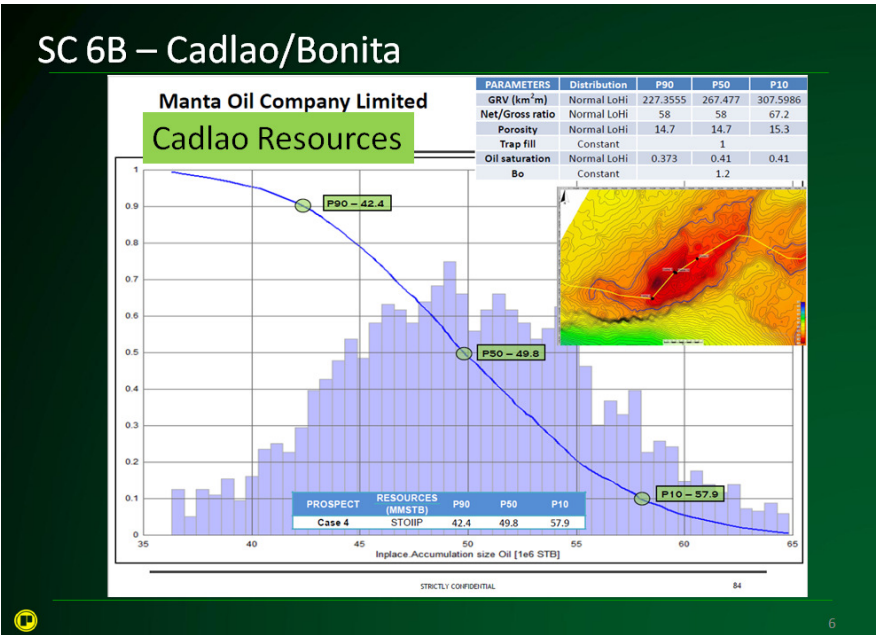 SC 6B – Cadlao/Bonita
Manta Oil Company Limited
Cadlao Resources
PARAMETERS Distribution P90 P50 P10
GRV (km²m) Normal LoHi 227.3555 267.477 307.5986
Net/Gross ratio Normal LoHi 58 58 67.2
Porosity Normal LoHi 14.7 14.7 15.3
Trap fill Constant 1
Oil saturation Normal LoHi 0.373 0.41 0.41
Bo Constant 1.2
1
0.9
0.8
0.7
0.6
0.5
0.4
0.3
0.2
0.1
0
P90 – 42.4
P50 – 49.8
P10 – 57.9
PROSPECT RESOURCES (MMSTB) P90 P50 P10
Case 4 STOIIP 42.4 49.8 57.9
35 40 45 50 55 60 65
Inplace.Accumulation size Oil [1e6 STB]
STRICTLY CONFIDENTIAL 84
6